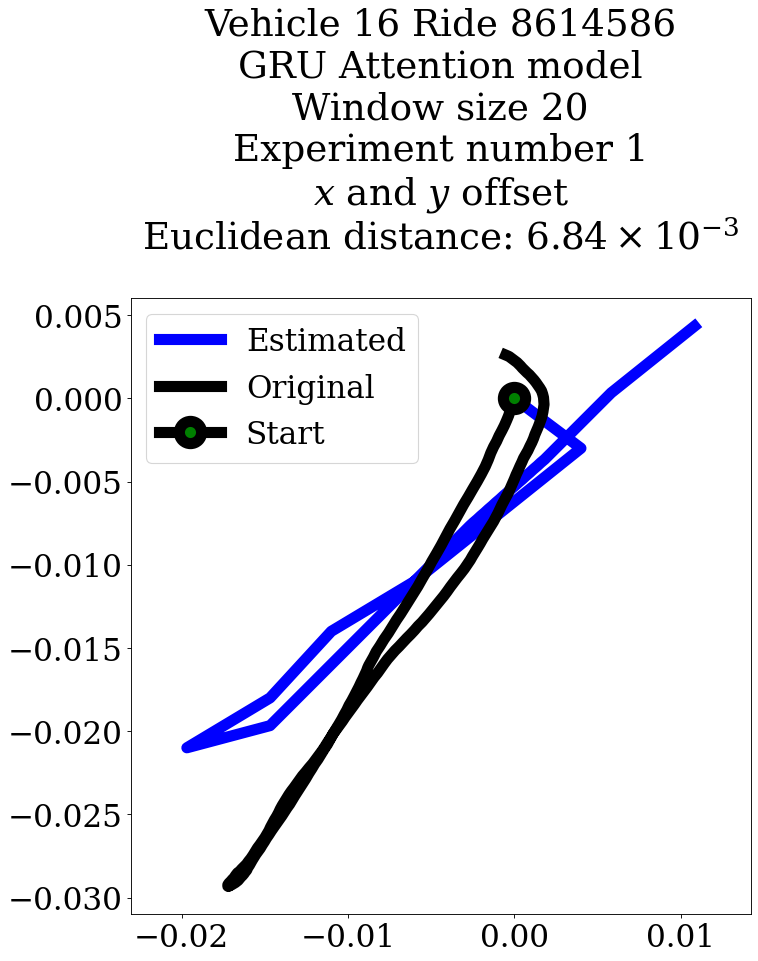 Vehicle 16 Ride 8614586
GRU Attention model
Window size 20
Experiment number 1
x and y offset
Euclidean distance: 6.84 × 10⁻³
Estimated
Original
Start
0.005
0.000
−0.005
−0.010
−0.015
−0.020
−0.025
−0.030
−0.02 −0.01 0.00 0.01